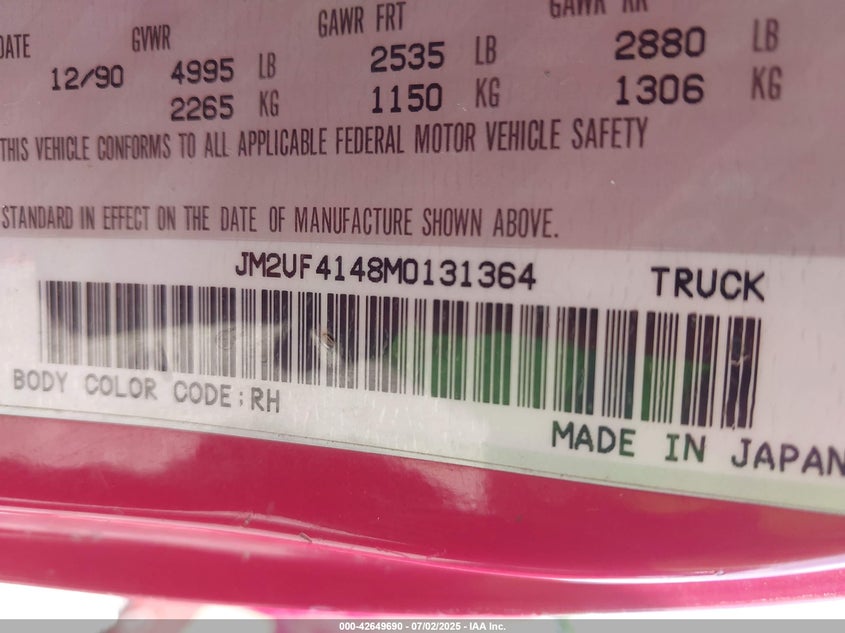 DATE GVWR GAWR FRT GAWR RR
12/90 4995 LB 2535 LB 2880 LB
2265 KG 1150 KG 1306 KG
THIS VEHICLE CONFORMS TO ALL APPLICABLE FEDERAL MOTOR VEHICLE SAFETY
STANDARD IN EFFECT ON THE DATE OF MANUFACTURE SHOWN ABOVE.
JM2UF4148M0131364 TRUCK
BODY COLOR CODE:RH
MADE IN JAPAN
000-42649690 - 07/02/2025 - IAA Inc.